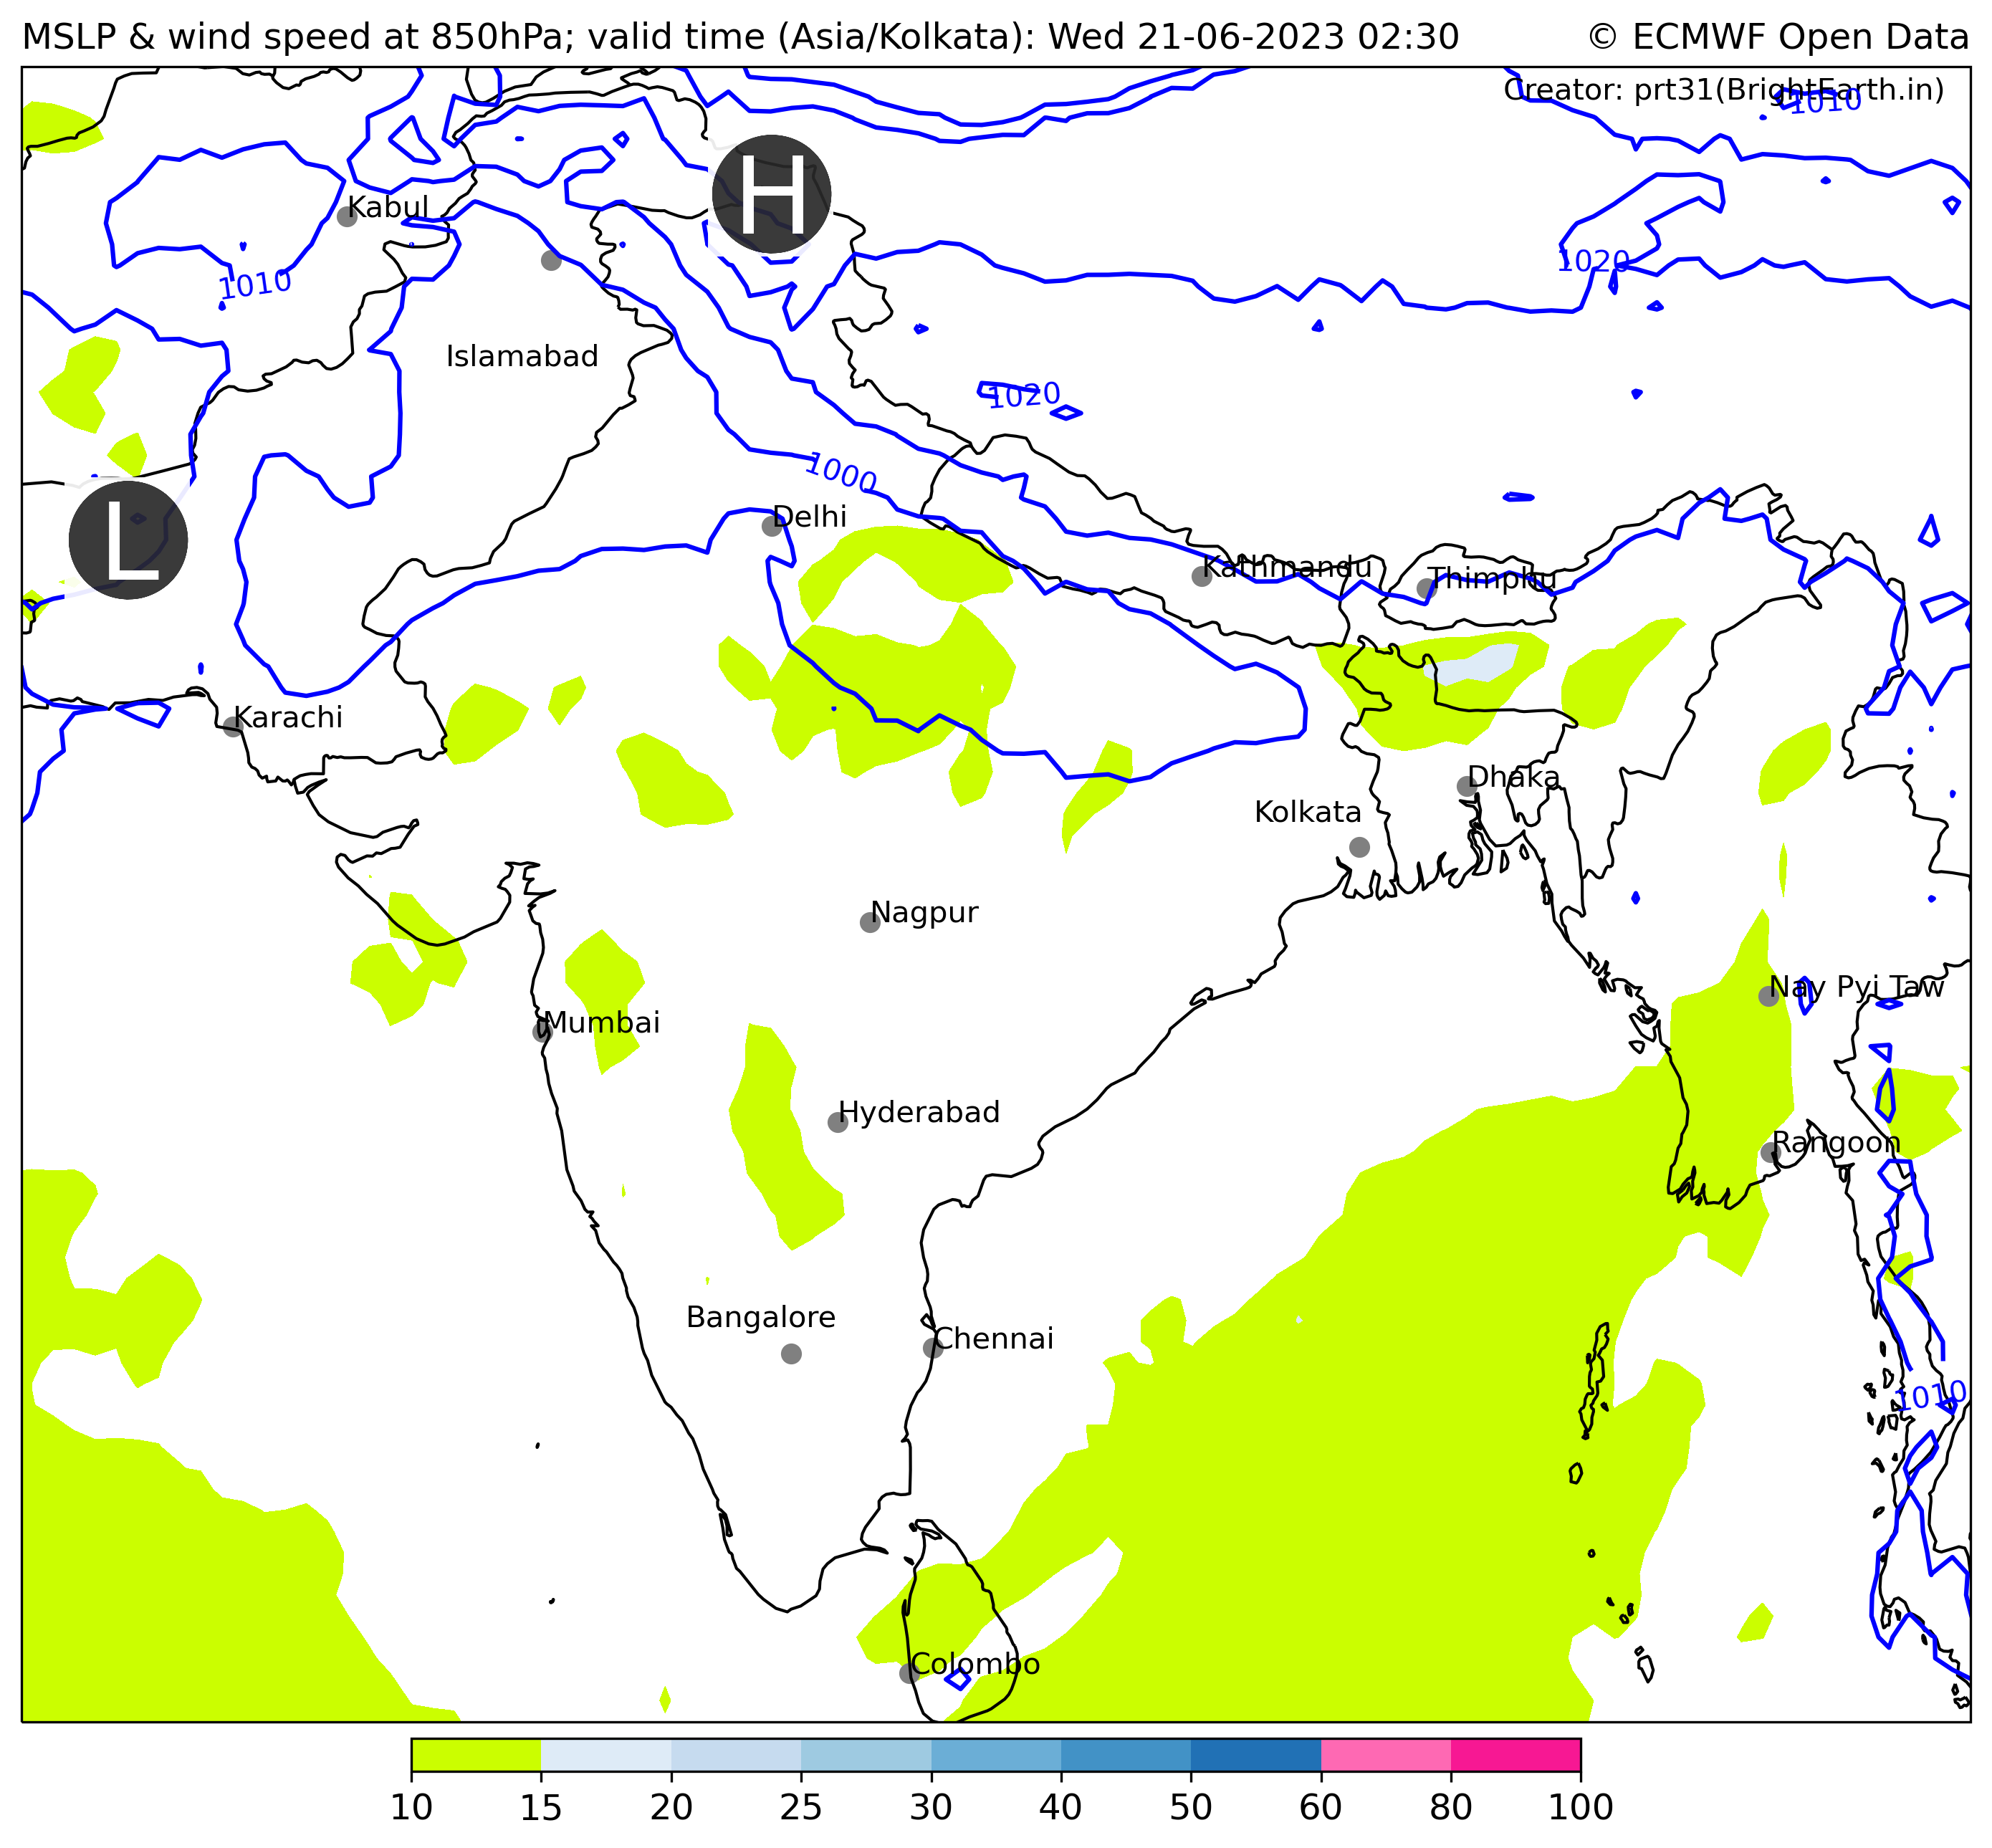 MSLP & wind speed at 850hPa; valid time (Asia/Kolkata): Wed 21-06-2023 02:30
© ECMWF Open Data
Creator: prt31(BrightEarth.in)
1010
H
Kabul
1020
1010
Islamabad
1020
1000
Delhi
L
Kathmandu
Thimphu
Karachi
Dhaka
Kolkata
Nagpur
Nay Pyi Taw
Mumbai
Hyderabad
Rangoon
Bangalore
Chennai
1010
Colombo
10 15 20 25 30 40 50 60 80 100